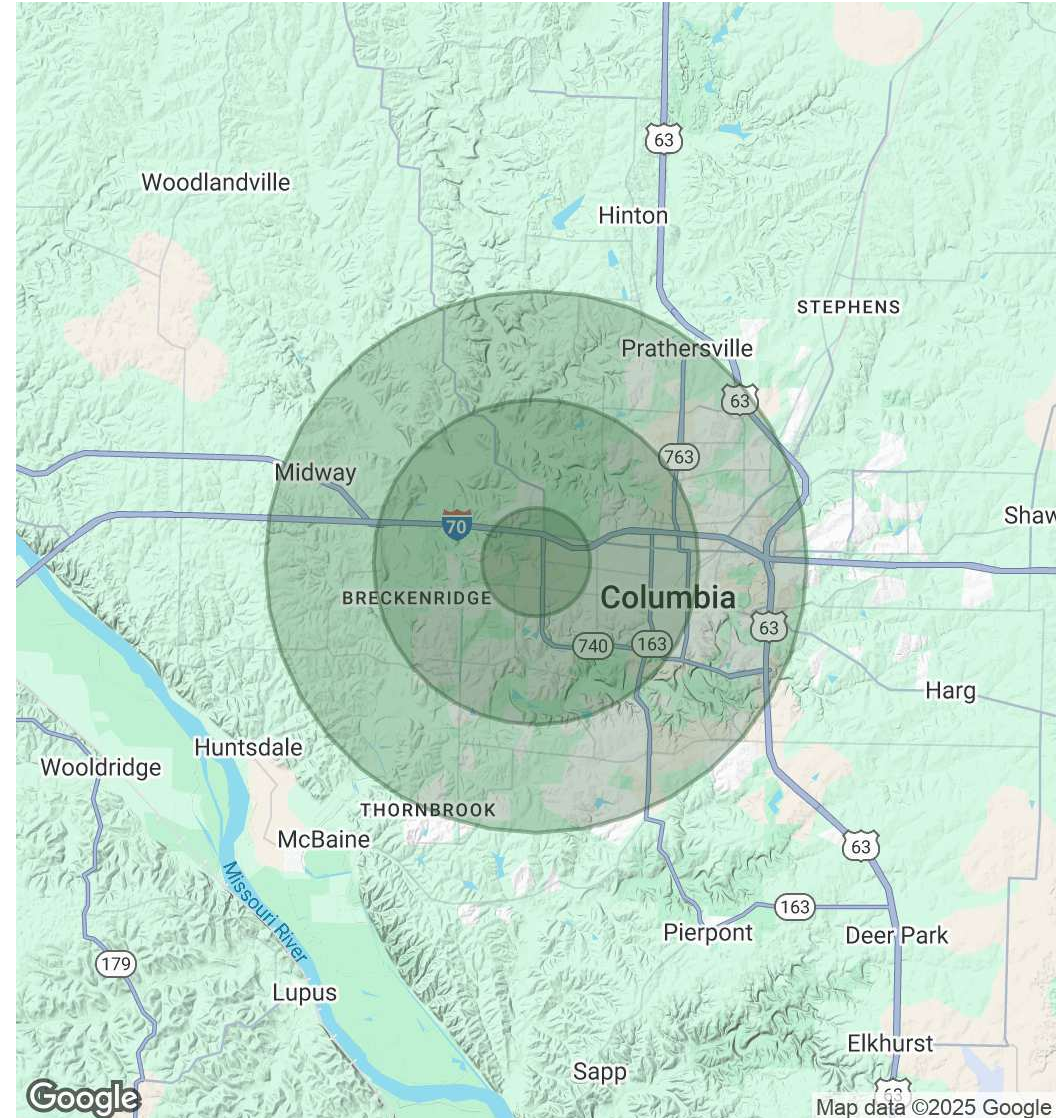 63
Woodlandville
Hinton
STEPHENS
Prathersville
63
763
Midway
70
Shaw
BRECKENRIDGE
Columbia
63
740
163
Harg
Huntsdale
Wooldridge
THORNBROOK
McBaine
63
Missouri River
163
Pierpont
Deer Park
179
Lupus
Elkhurst
Sapp
63
Google
Map data ©2025 Google